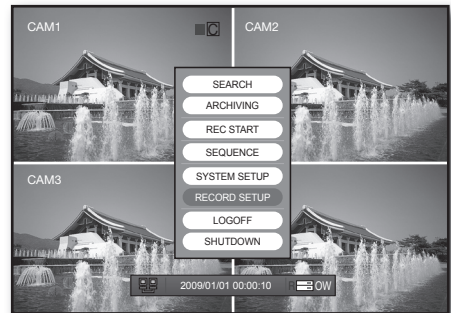 CAM1
C
CAM2
SEARCH
ARCHIVING
REC START
SEQUENCE
SYSTEM SETUP
RECORD SETUP
LOGOFF
SHUTDOWN
CAM3
2009/01/01 00:00:10
R OW